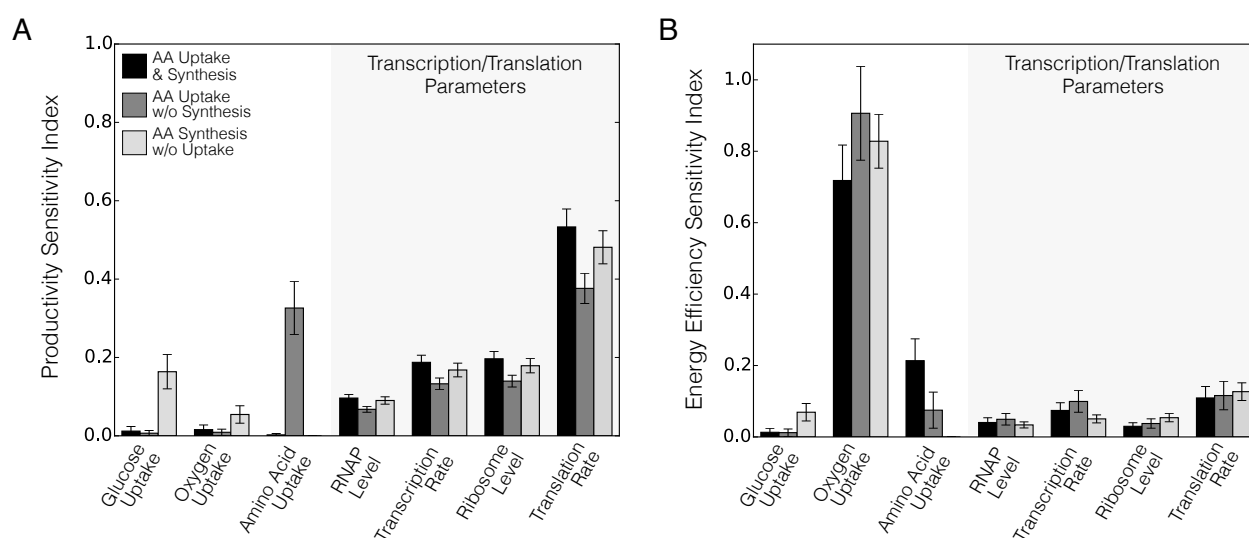 A
Productivity Sensitivity Index
1.0
0.8
0.6
0.4
0.2
0.0
AA Uptake
& Synthesis
AA Uptake
w/o Synthesis
AA Synthesis
w/o Uptake
Transcription/Translation
Parameters
Glucose
Uptake
Oxygen
Uptake
Amino Acid
Uptake
RNAP
Level
Transcription
Rate
Ribosome
Level
Translation
Rate
B
Energy Efficiency Sensitivity Index
1.0
0.8
0.6
0.4
0.2
0.0
Transcription/Translation
Parameters
Glucose
Uptake
Oxygen
Uptake
Amino Acid
Uptake
RNAP
Level
Transcription
Rate
Ribosome
Level
Translation
Rate